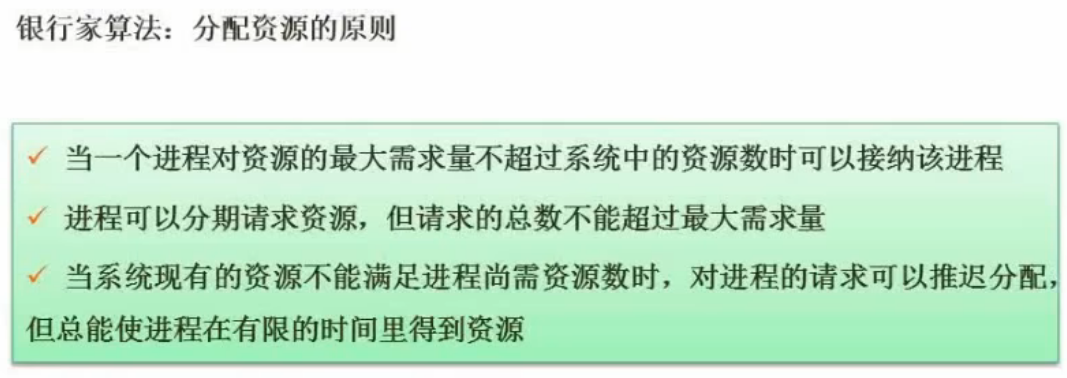 银行家算法：分配资源的原则
✓ 当一个进程对资源的最大需求量不超过系统中的资源数时可以接纳该进程
✓ 进程可以分期请求资源，但请求的总数不能超过最大需求量
✓ 当系统现有的资源不能满足进程尚需资源数时，对进程的请求可以推迟分配，
但总能使进程在有限的时间里得到资源